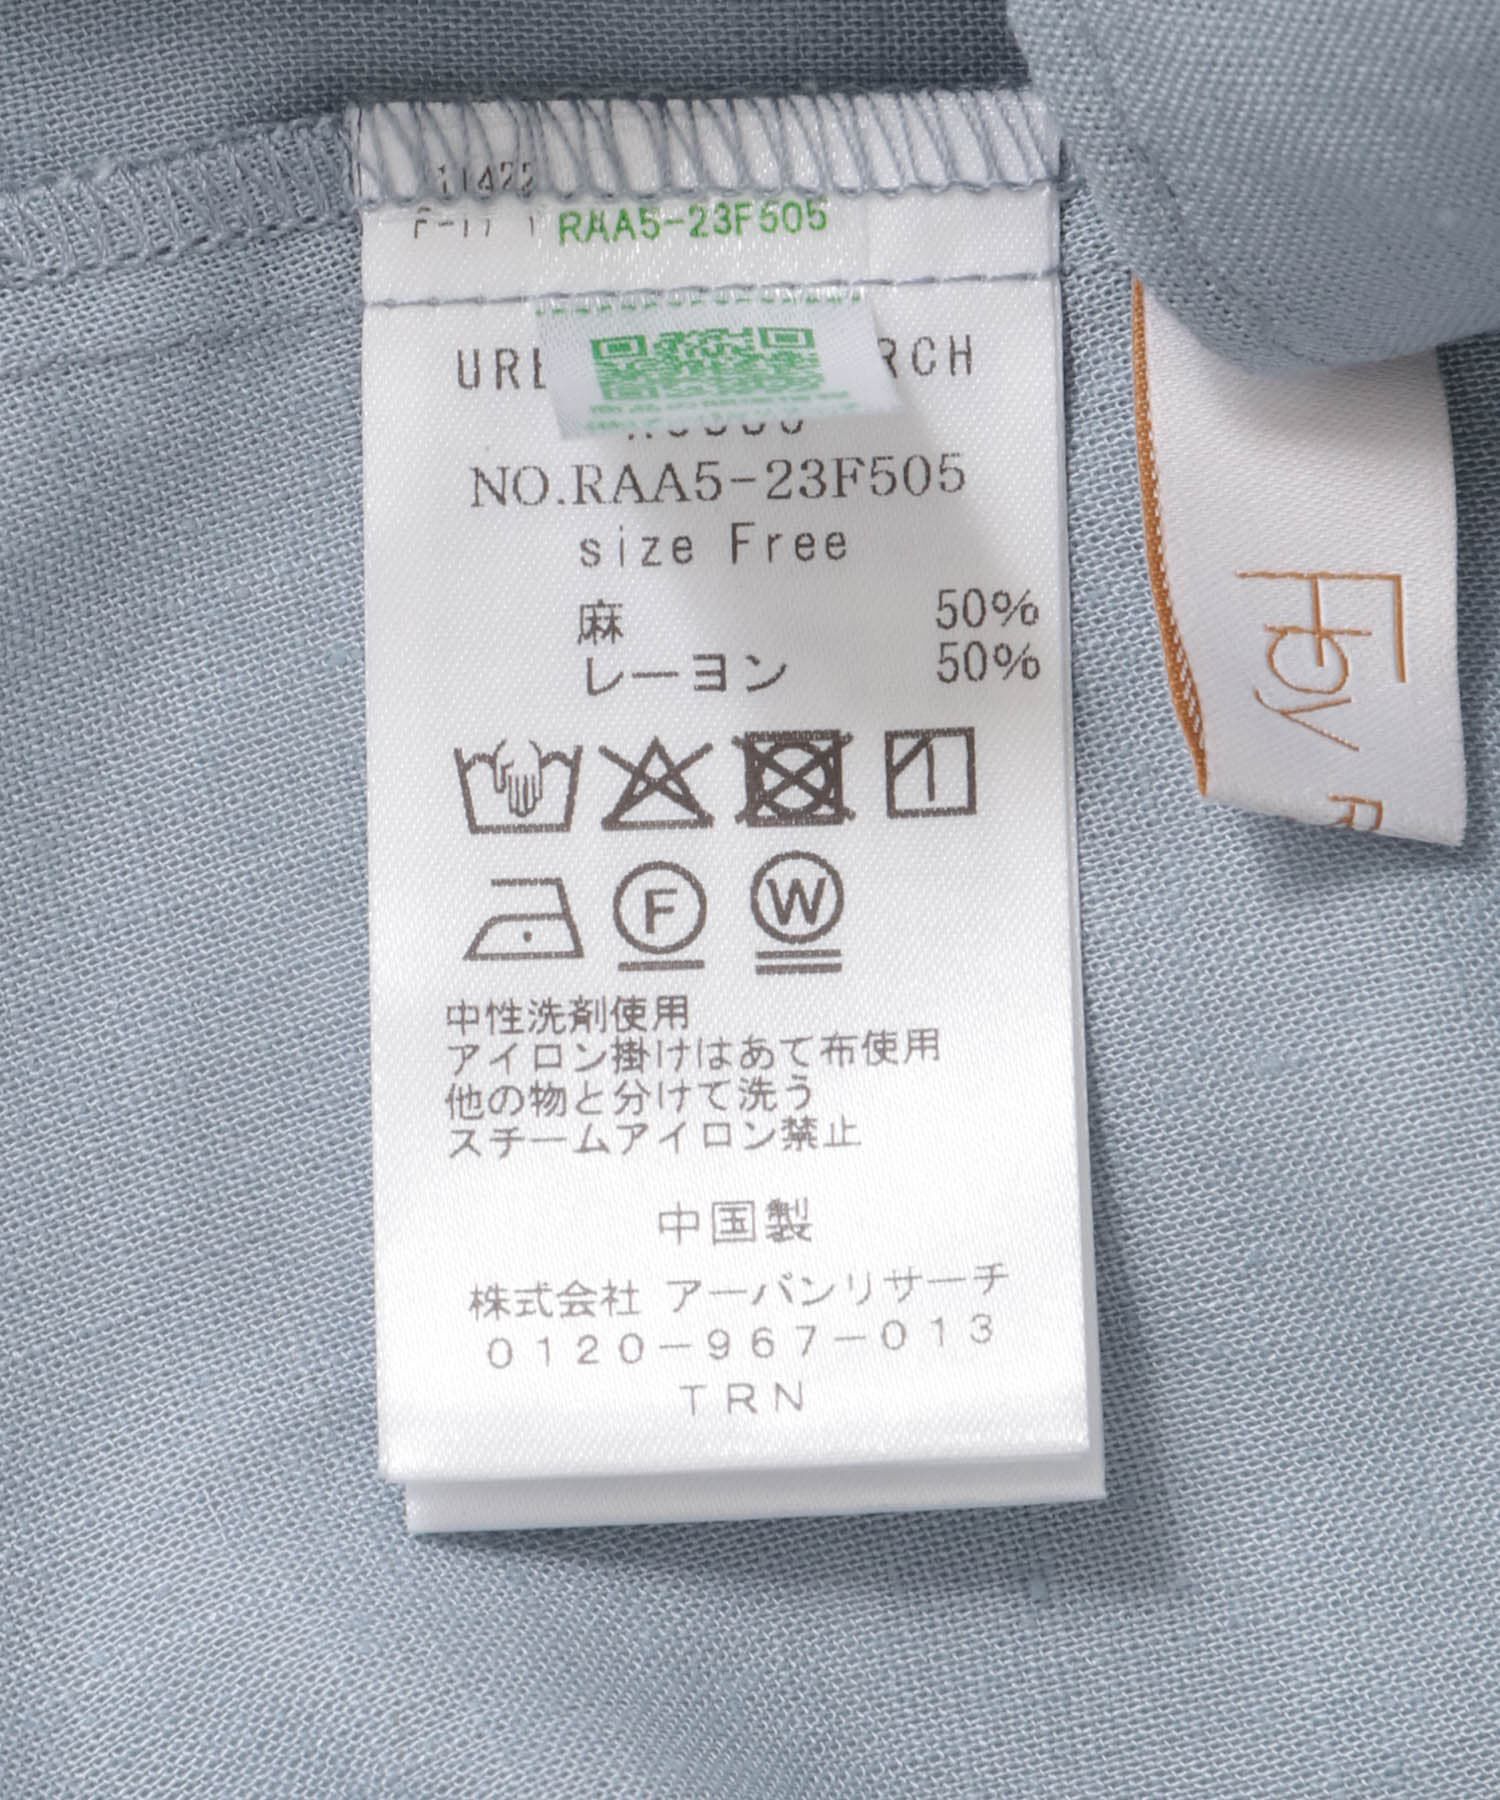 11422
RAA5-23F505
NO.RAA5-23F505
size Free
麻 50%
レーヨン 50%
F
W
中性洗剤使用
アイロン掛けはあて布使用
他の物と分けて洗う
スチームアイロン禁止
中国製
株式会社 アーバンリサーチ
0120-967-013
TRN
F by